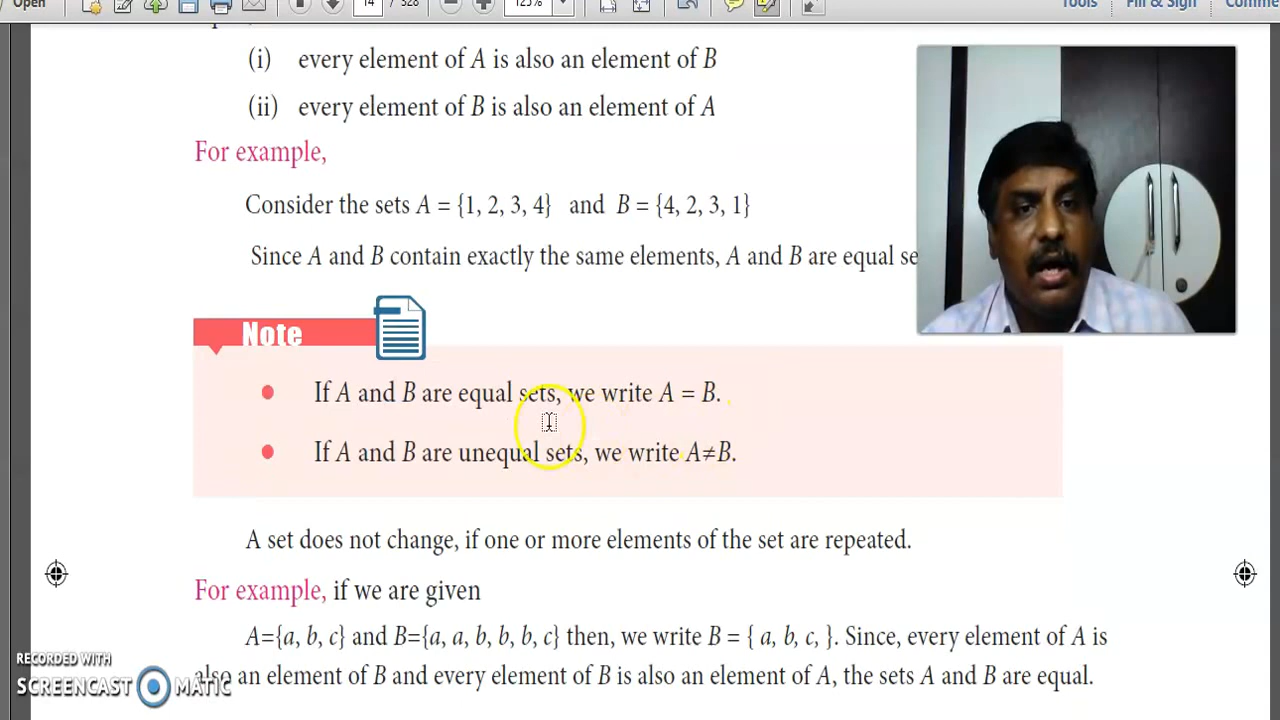 Open 14 / 328 125% Tools Fill & Sign
(i) every element of A is also an element of B
(ii) every element of B is also an element of A
For example,
Consider the sets A = {1, 2, 3, 4} and B = {4, 2, 3, 1}
Since A and B contain exactly the same elements, A and B are equal se
Note
● If A and B are equal sets, we write A = B.
● If A and B are unequal sets, we write A≠B.
A set does not change, if one or more elements of the set are repeated.
For example, if we are given
A={a, b, c} and B={a, a, b, b, b, c} then, we write B = { a, b, c, }. Since, every element of A is
also an element of B and every element of B is also an element of A, the sets A and B are equal.
RECORDED WITH
SCREENCAST MATIC